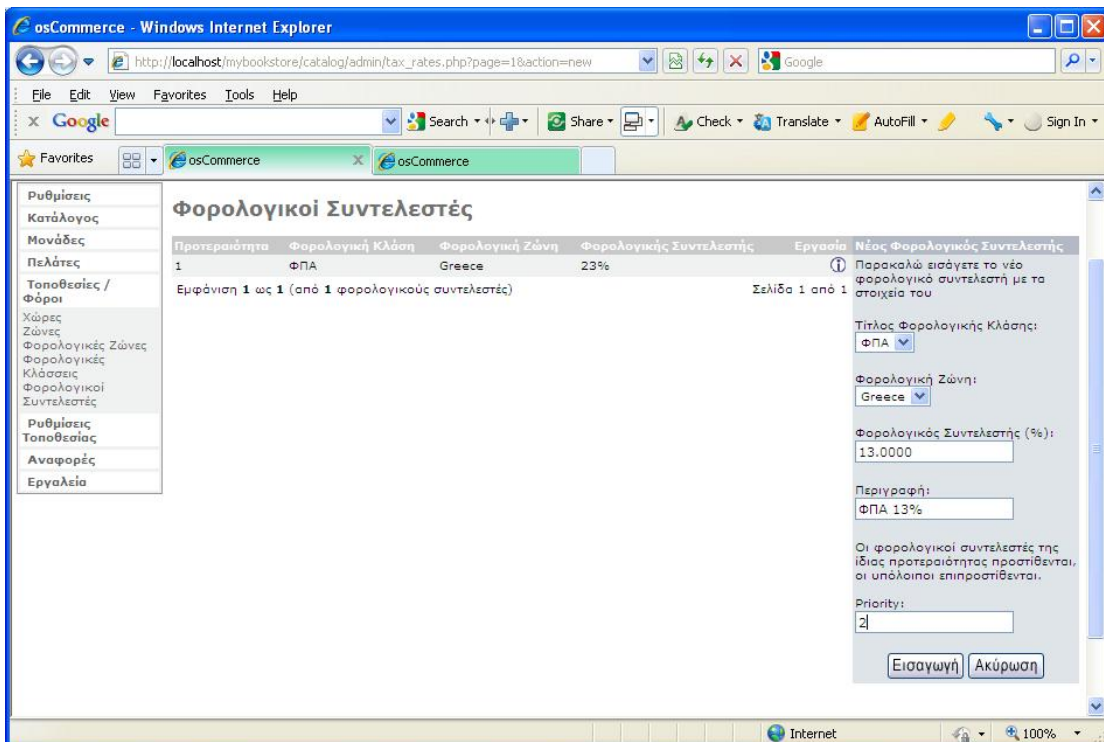 osCommerce - Windows Internet Explorer
http://localhost/mybookstore/catalog/admin/tax_rates.php?page=1&action=new
Google
File Edit View Favorites Tools Help
x Google Search Share Check Translate AutoFill Sign In
Favorites osCommerce x osCommerce
Ρυθμίσεις
Κατάλογος
Μονάδες
Πελάτες
Τοποθεσίες /
Φόροι
Χώρες
Ζώνες
Φορολογικές Ζώνες
Φορολογικές
Κλάσσεις
Φορολογικοί
Συντελεστές
Ρυθμίσεις
Τοποθεσίας
Αναφορές
Εργαλεία
Φορολογικοί Συντελεστές
Προτεραιότητα Φορολογική Κλάση Φορολογική Ζώνη Φορολογικής Συντελεστής Εργασία
1 ΦΠΑ Greece 23%
Εμφάνιση 1 ως 1 (από 1 φορολογικούς συντελεστές) Σελίδα 1 από 1
Νέος Φορολογικός Συντελεστής
Παρακαλώ εισάγετε το νέο
φορολογικό συντελεστή με τα
στοιχεία του
Τίτλος Φορολογικής Κλάσης:
ΦΠΑ
Φορολογική Ζώνη:
Greece
Φορολογικός Συντελεστής (%):
13.0000
Περιγραφή:
ΦΠΑ 13%
Οι φορολογικοί συντελεστές της
ίδιας προτεραιότητας προστίθενται,
οι υπόλοιποι επιπροστίθενται.
Priority:
2
Εισαγωγή Ακύρωση
Internet 100%